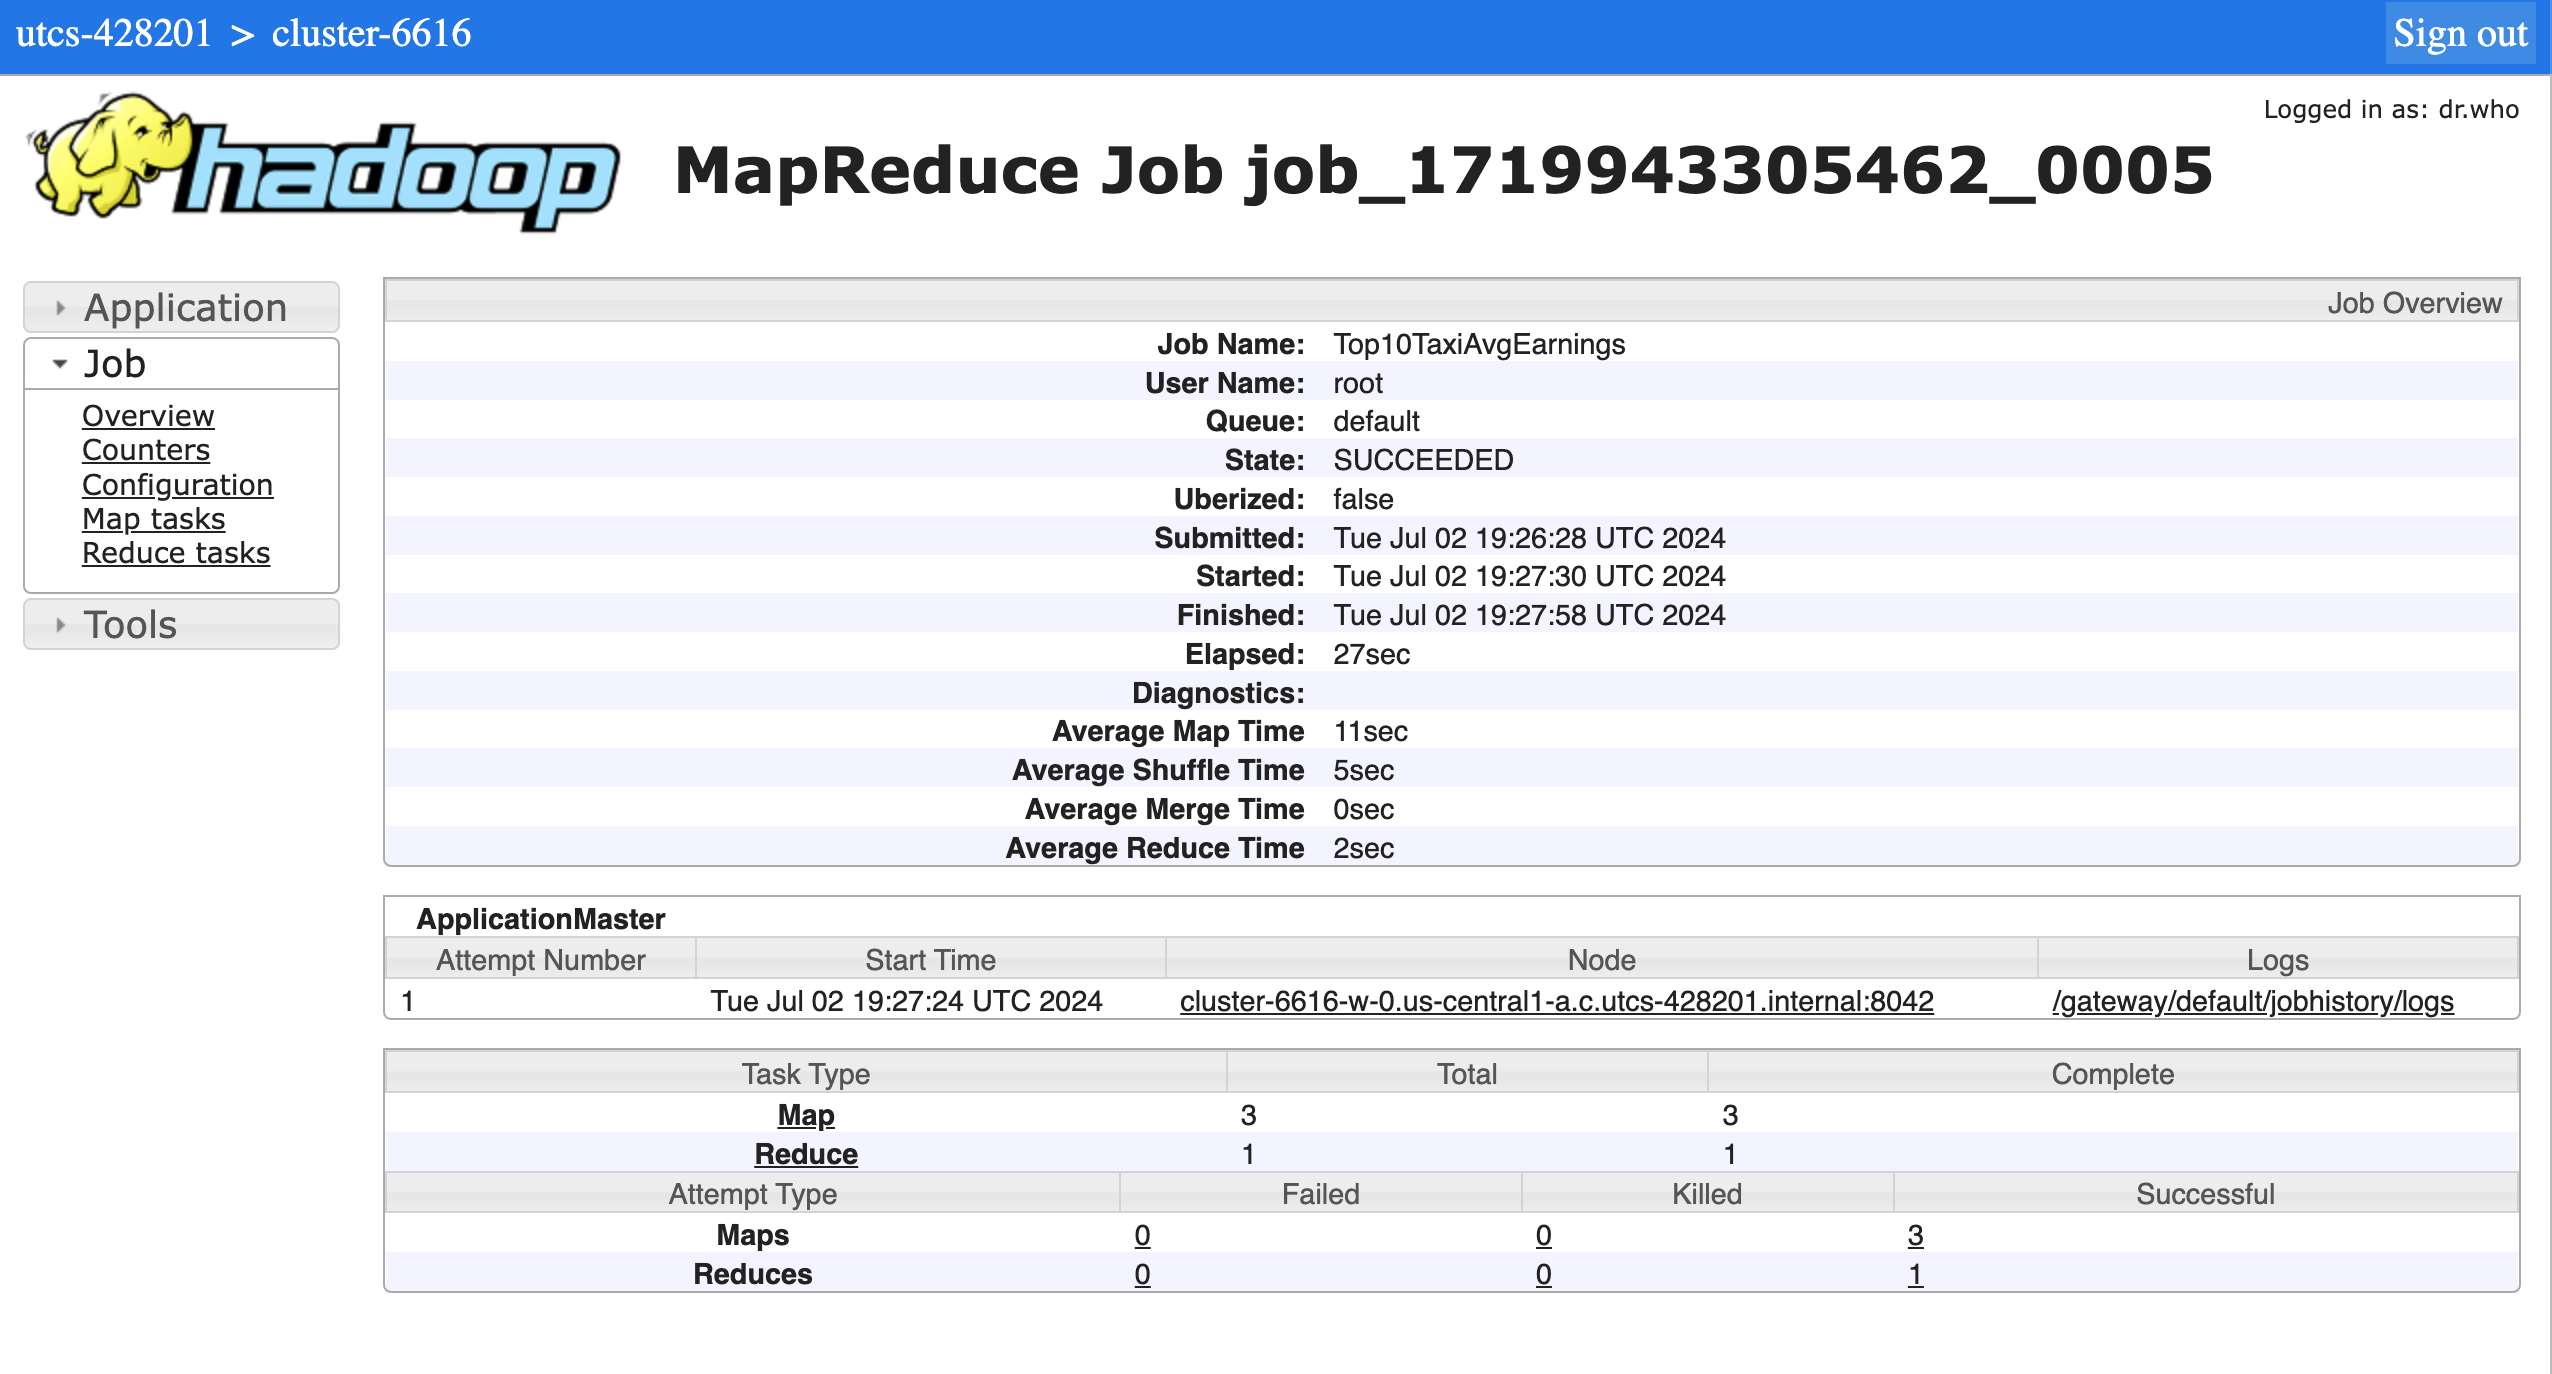 utcs-428201 > cluster-6616
Sign out
hadoop
MapReduce Job job_1719943305462_0005
Logged in as: dr.who
Application
Job
Overview
Counters
Configuration
Map tasks
Reduce tasks
Tools
Job Overview
Job Name: Top10TaxiAvgEarnings
User Name: root
Queue: default
State: SUCCEEDED
Uberized: false
Submitted: Tue Jul 02 19:26:28 UTC 2024
Started: Tue Jul 02 19:27:30 UTC 2024
Finished: Tue Jul 02 19:27:58 UTC 2024
Elapsed: 27sec
Diagnostics:
Average Map Time 11sec
Average Shuffle Time 5sec
Average Merge Time 0sec
Average Reduce Time 2sec
ApplicationMaster
Attempt Number Start Time Node Logs
1 Tue Jul 02 19:27:24 UTC 2024 cluster-6616-w-0.us-central1-a.c.utcs-428201.internal:8042 /gateway/default/jobhistory/logs
Task Type Total Complete
Map 3 3
Reduce 1 1
Attempt Type Failed Killed Successful
Maps 0 0 3
Reduces 0 0 1